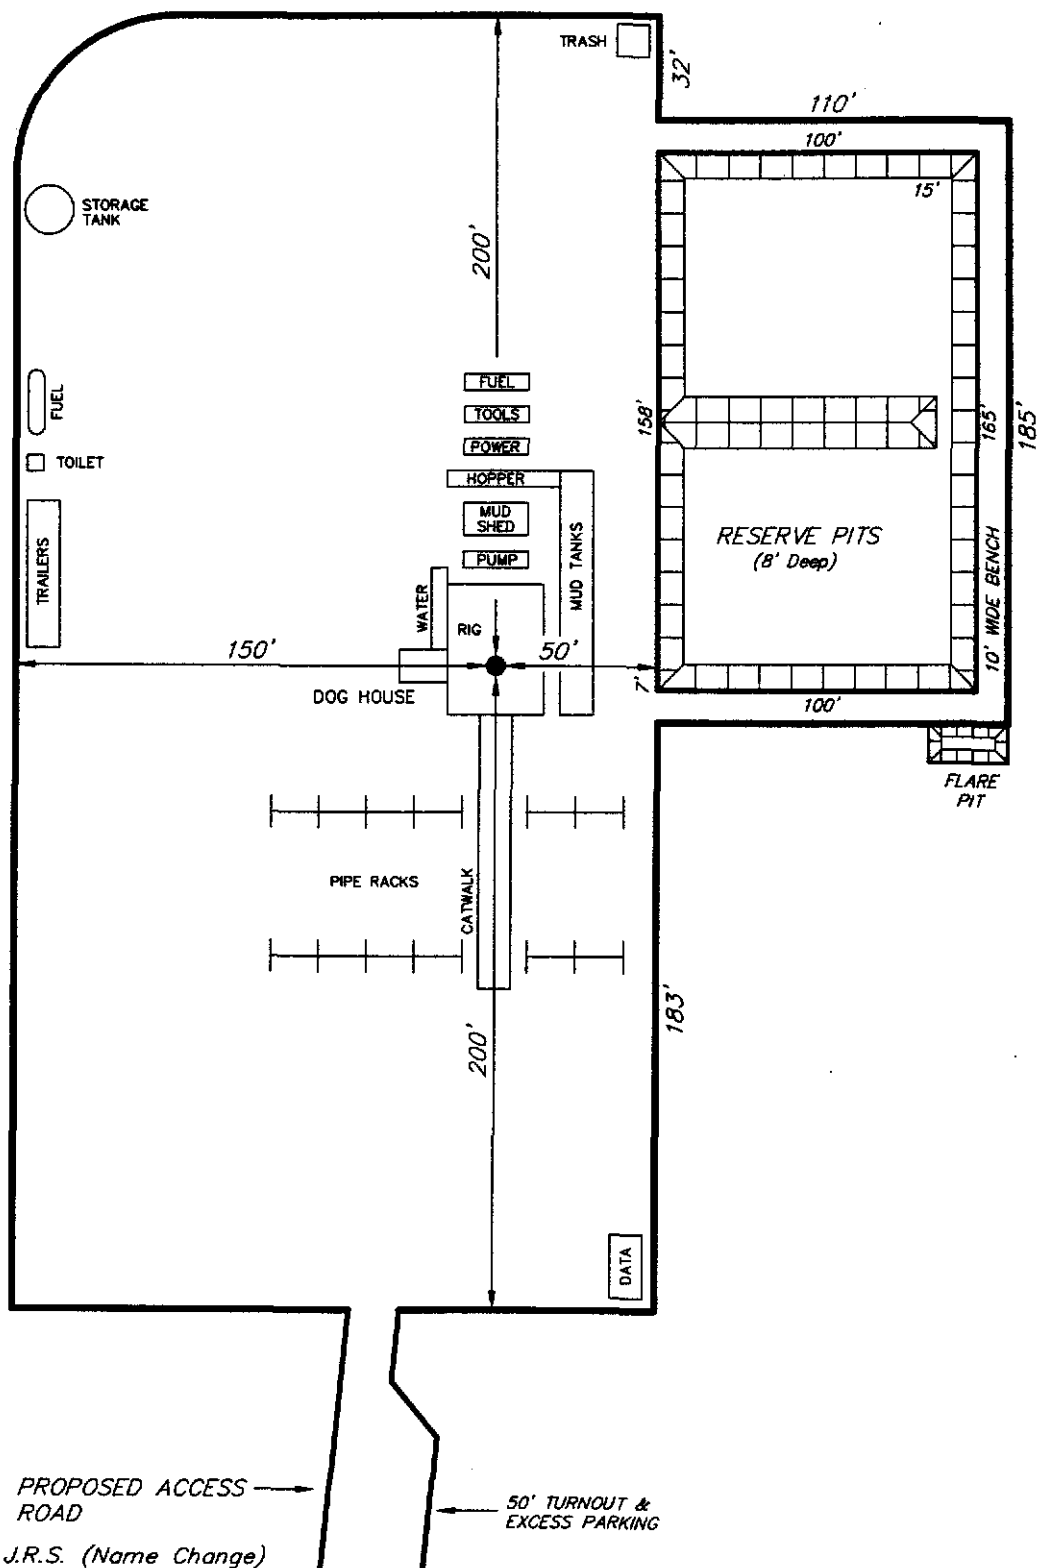 TRASH
32'
110'
100'
15'
STORAGE
TANK
200'
FUEL
FUEL
TOOLS
POWER
TOILET
HOPPER
MUD
SHED
PUMP
MUD TANKS
TRAILERS
WATER
RIG
150'
50'
DOG HOUSE
158'
165'
185'
RESERVE PITS
(8' Deep)
10' WIDE BENCH
7'
100'
FLARE
PIT
PIPE RACKS
CATWALK
200'
183'
DATA
PROPOSED ACCESS
ROAD
50' TURNOUT &
EXCESS PARKING
J.R.S. (Name Change)